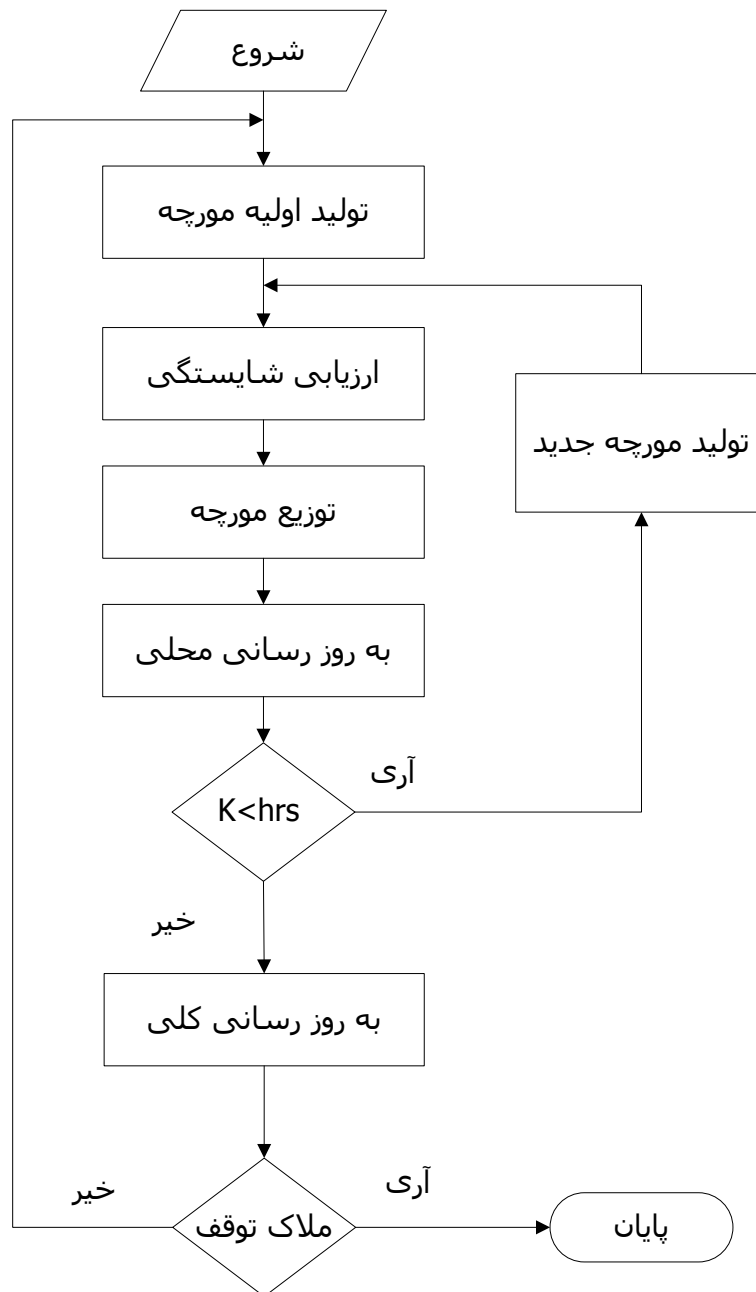 شروع
تولید اولیه مورچه
ارزیابی شایستگی
تولید مورچه جدید
توزیع مورچه
به روز رسانی محلی
آری
K<hrs
خیر
به روز رسانی کلی
خیر
آری
ملاک توقف
پایان